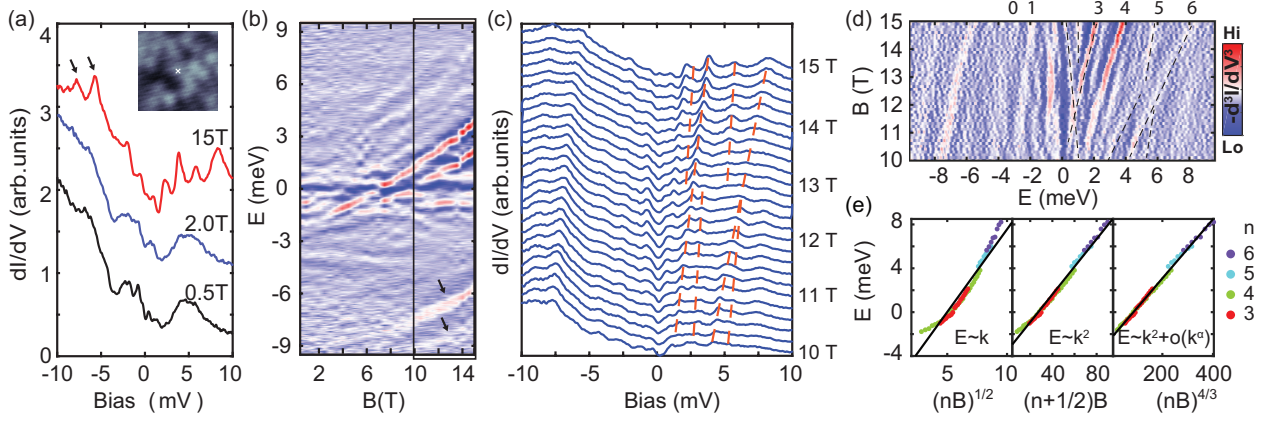 (a)
4
3
2
1
0
dI/dV (arb.units)
15T
2.0T
0.5T
-10 -5 0 5 10
Bias (mV)
(b)
9
6
3
0
-3
-6
-9
E (meV)
2 6 10 14
B(T)
(c)
dI/dV (arb.units)
15 T
14 T
13 T
12 T
11 T
10 T
-10 -5 0 5 10
Bias (mV)
(d)
0 1 3 4 5 6
15
14
13
12
11
10
B (T)
-8 -6 -4 -2 0 2 4 6 8
E (meV)
Hi
-d³I/dV³
Lo
(e)
8
4
0
-4
E (meV)
E~k
E~k²
E~k²+o(kᵅ)
5 10
40 80
200 400
(nB)¹/²
(n+1/2)B
(nB)⁴/³
n
6
5
4
3